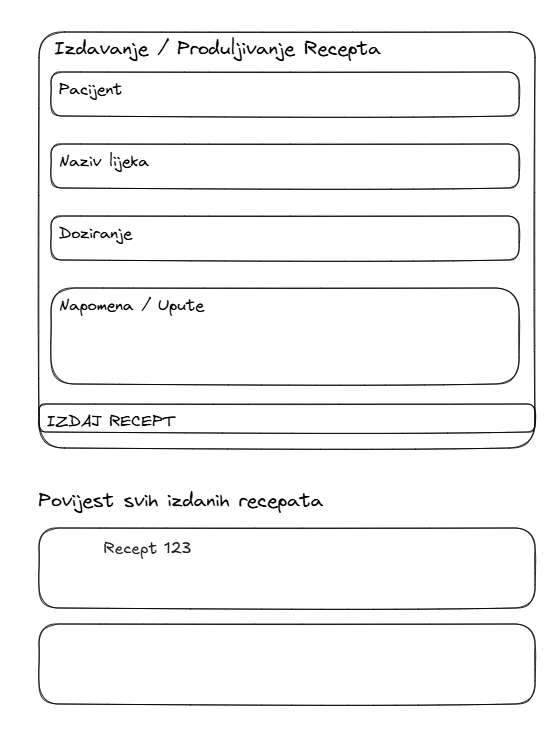 Izdavanje / Produljivanje Recepta
Pacijent
Naziv lijeka
Doziranje
Napomena / Upute
IZDAJ RECEPT
Povijest svih izdanih recepata
Recept 123